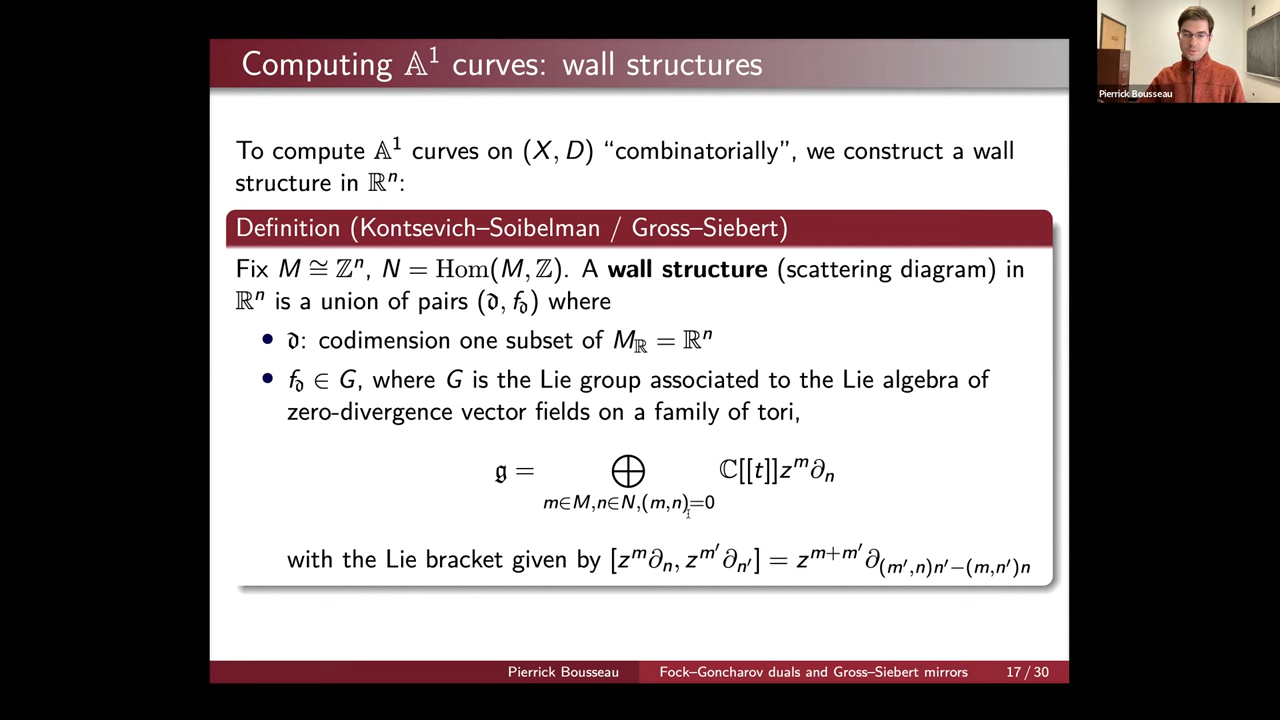 Computing 𝔸¹ curves: wall structures
Pierrick Bousseau
To compute 𝔸¹ curves on (X, D) “combinatorially”, we construct a wall
structure in ℝⁿ:
Definition (Kontsevich–Soibelman / Gross–Siebert)
Fix M ≅ ℤⁿ, N = Hom(M, ℤ). A wall structure (scattering diagram) in
ℝⁿ is a union of pairs (𝔡, f_𝔡) where
• 𝔡: codimension one subset of M_ℝ = ℝⁿ
• f_𝔡 ∈ G, where G is the Lie group associated to the Lie algebra of
zero-divergence vector fields on a family of tori,
𝔤 = ⨁_{m∈M,n∈N,(m,n)=0} ℂ[[t]]z^m ∂_n
with the Lie bracket given by [z^m ∂_n, z^{m′} ∂_{n′}] = z^{m+m′} ∂_{(m′,n)n′−(m,n′)n}
Pierrick Bousseau Fock–Goncharov duals and Gross–Siebert mirrors 17 / 30